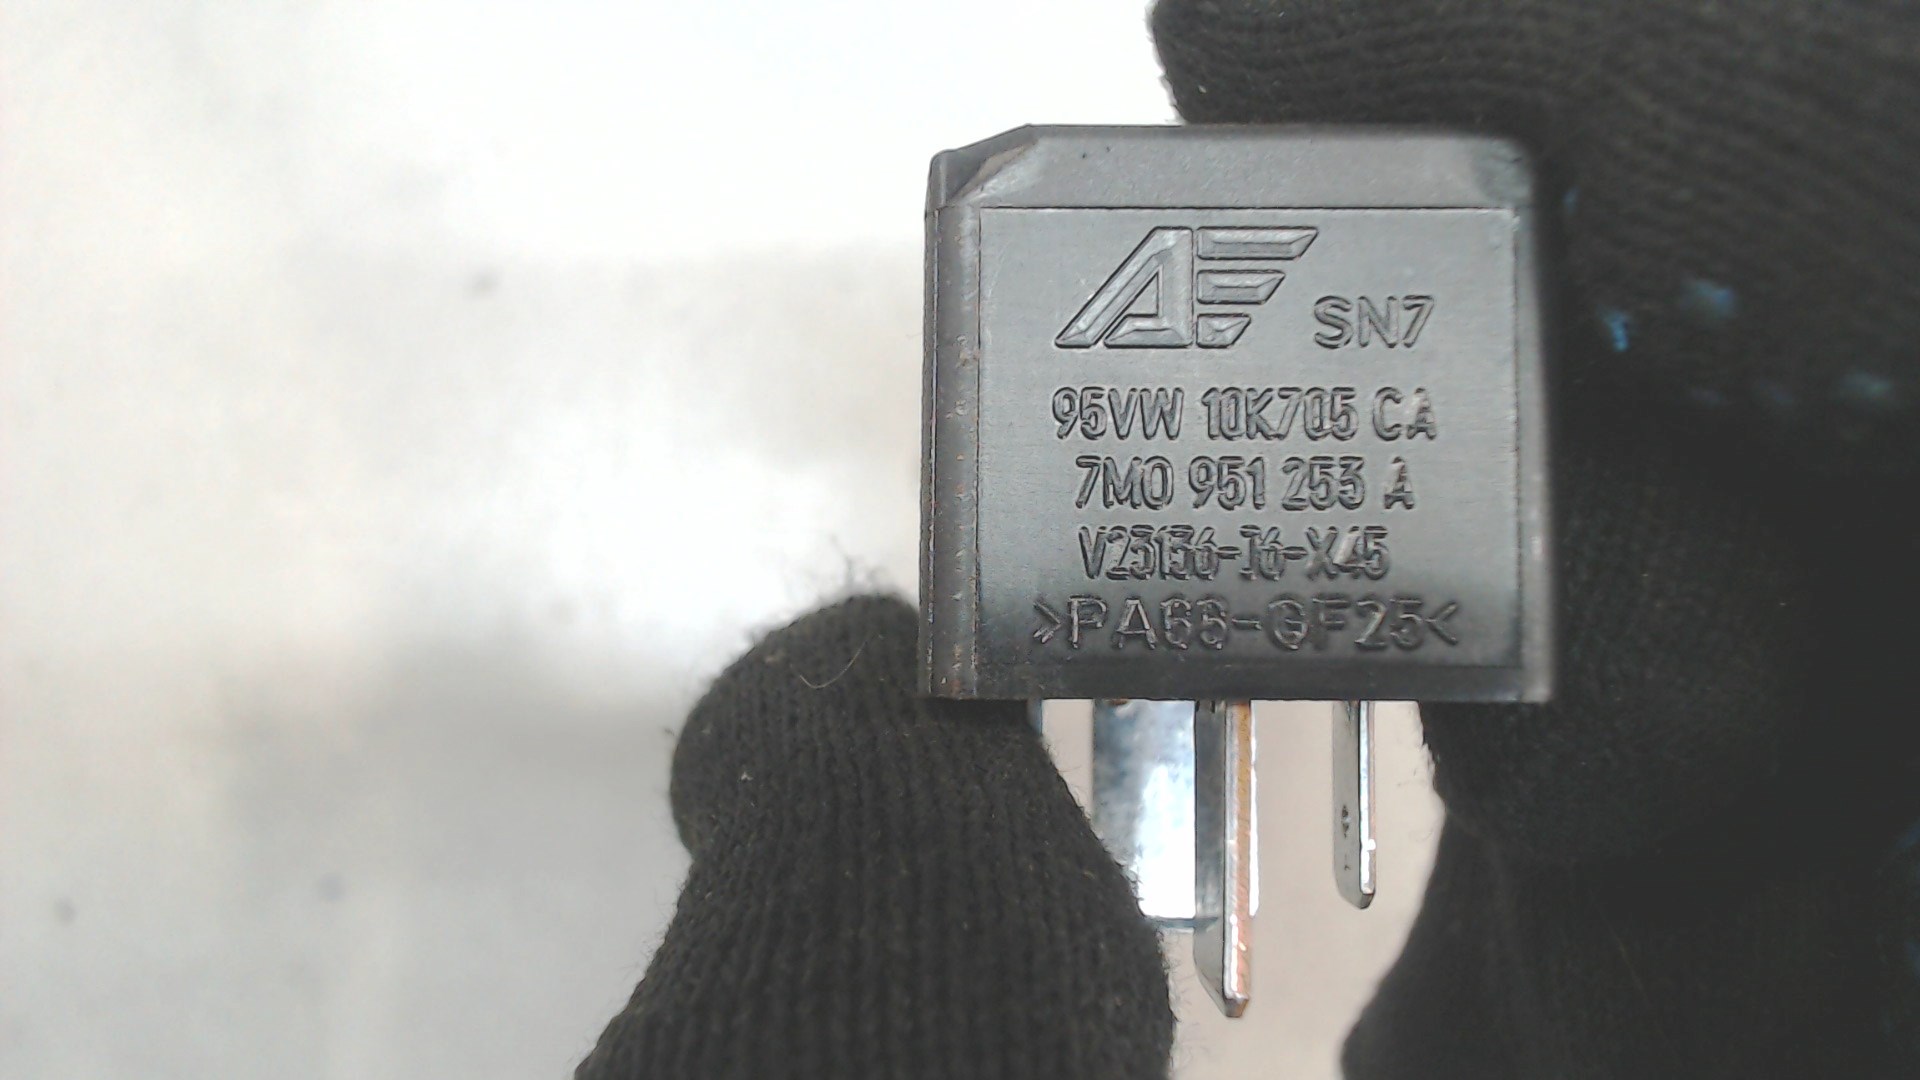 AF SN7
95VW 10K705 CA
7M0 951 253 A
V23136-J6-X45
>PA66-GF25<